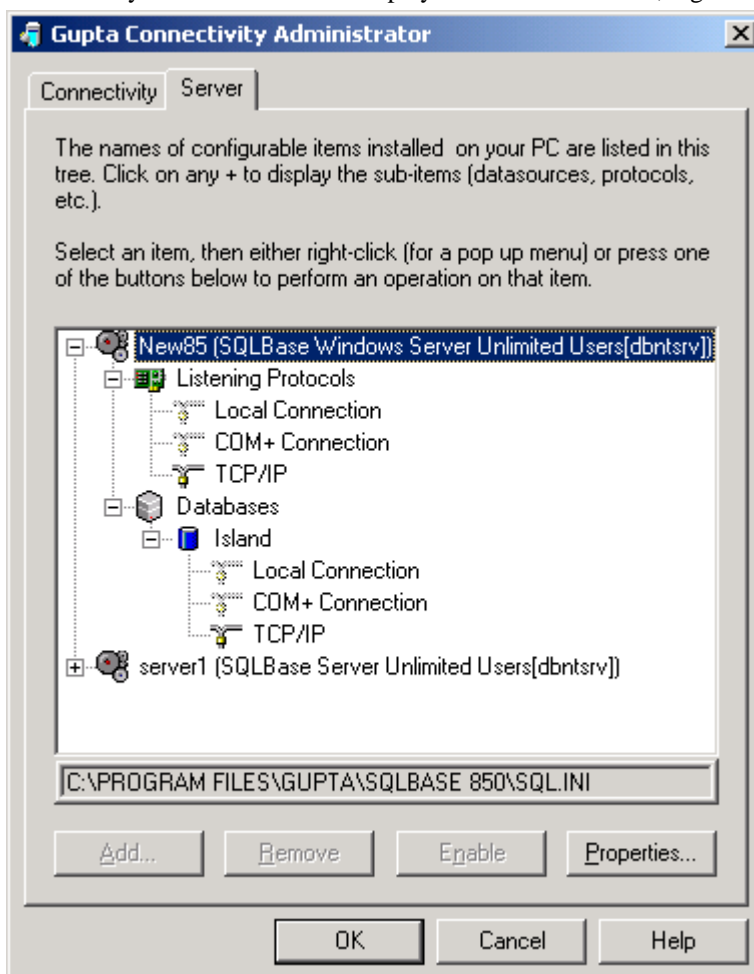 Gupta Connectivity Administrator
Connectivity
Server
The names of configurable items installed on your PC are listed in this
tree. Click on any + to display the sub-items (datasources, protocols,
etc.).
Select an item, then either right-click (for a pop up menu) or press one
of the buttons below to perform an operation on that item.
New85 (SQLBase Windows Server Unlimited Users[dbntsrv])
Listening Protocols
Local Connection
COM+ Connection
TCP/IP
Databases
Island
Local Connection
COM+ Connection
TCP/IP
server1 (SQLBase Server Unlimited Users[dbntsrv])
C:\PROGRAM FILES\GUPTA\SQLBASE 850\SQL.INI
Add... Remove Enable Properties...
OK Cancel Help